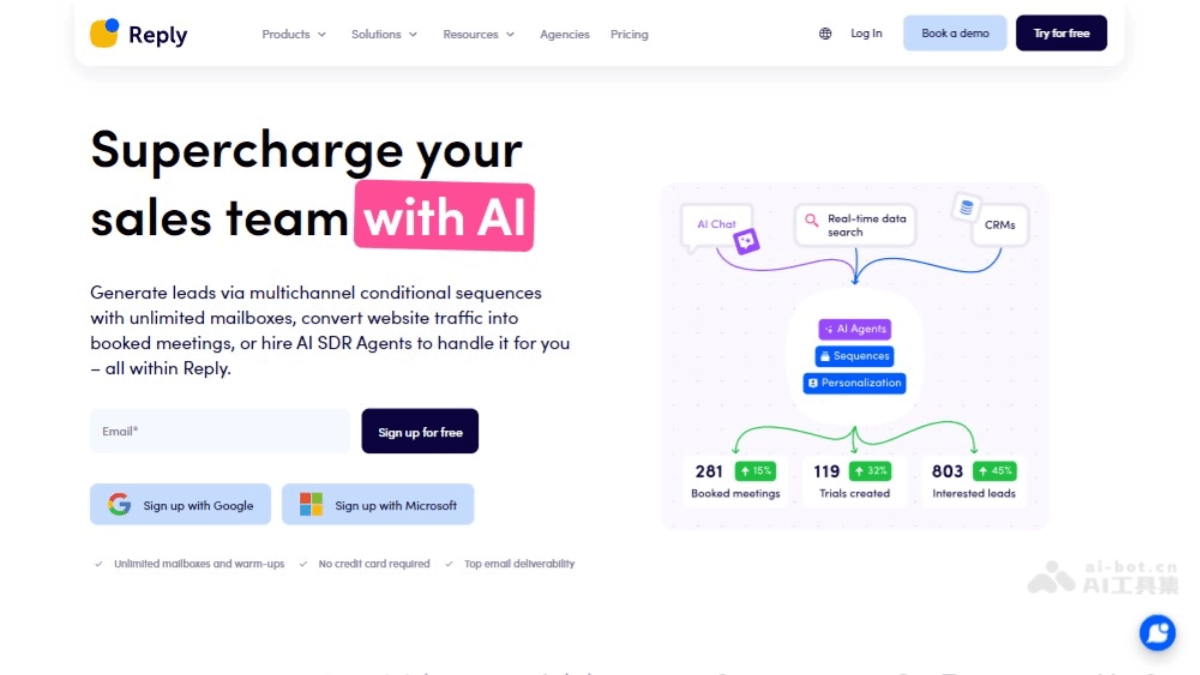 Reply
Products
Solutions
Resources
Agencies
Pricing
Log In
Book a demo
Try for free
Supercharge your
sales team with AI
Generate leads via multichannel conditional sequences
with unlimited mailboxes, convert website traffic into
booked meetings, or hire AI SDR Agents to handle it for you
– all within Reply.
Email*
Sign up for free
Sign up with Google
Sign up with Microsoft
Unlimited mailboxes and warm-ups
No credit card required
Top email deliverability
AI Chat
Real-time data
search
CRMs
AI Agents
Sequences
Personalization
281
15%
Booked meetings
119
32%
Trials created
803
45%
Interested leads
ai-bot.cn
AI工具集